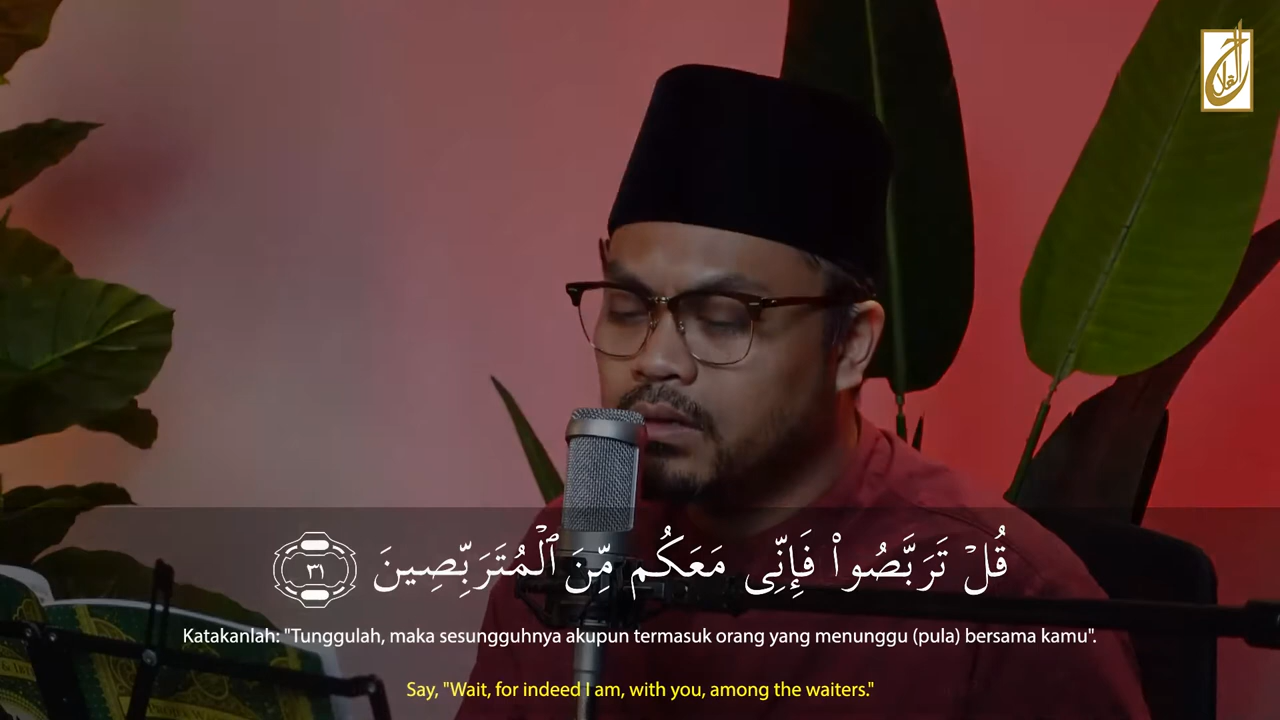 القلاح
قُلْ تَرَبَّصُوا۟ فَإِنِّى مَعَكُم مِّنَ ٱلْمُتَرَبِّصِينَ ٣١
Katakanlah: "Tunggulah, maka sesungguhnya akupun termasuk orang yang menunggu (pula) bersama kamu".
Say, "Wait, for indeed I am, with you, among the waiters."